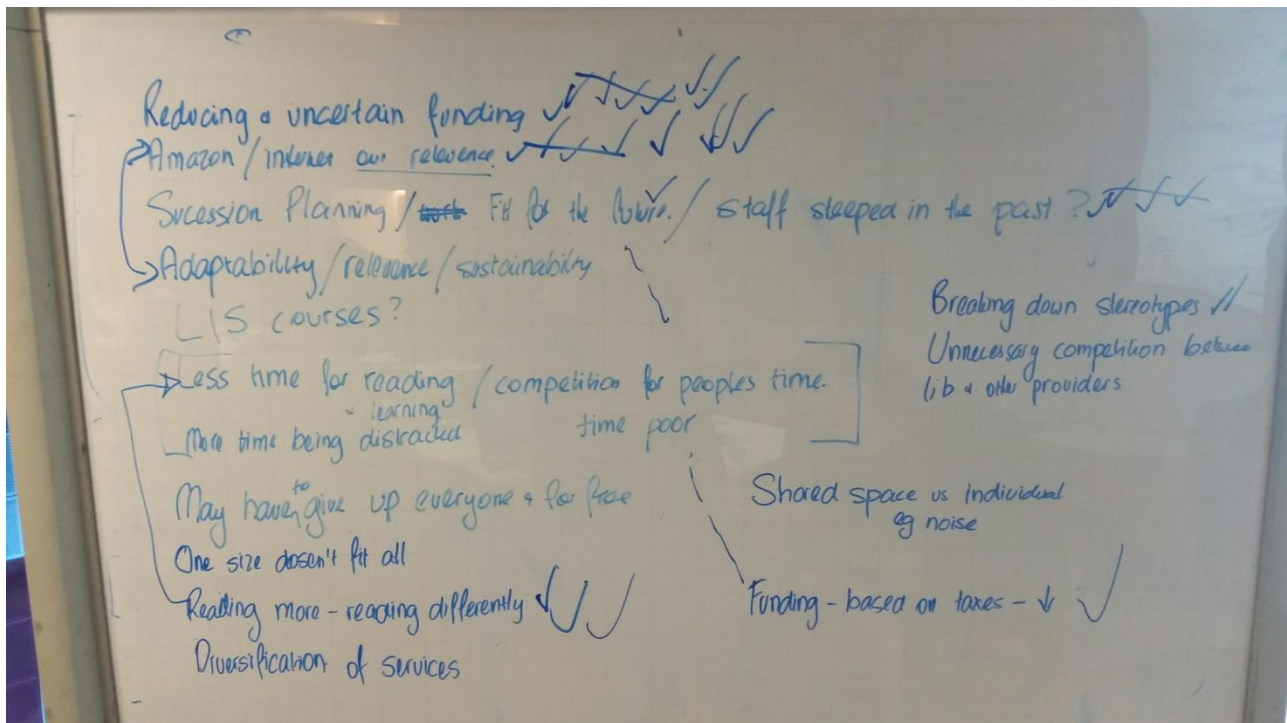 Reducing & uncertain funding
Amazon / internet our relevence.
Sucession Planning / Fit for the future. / staff steeped in the past ?
Adaptability / relevance / sustainability
LIS courses?
Less time for reading / competition for peoples time.
& learning
More time being distracted time poor
May have to give up everyone & for free
One size doesn't fit all
Reading more - reading differently
Diversification of services
Breaking down stereotypes
Unnecessary competition between
lib & other providers
Shared space vs individual
eg noise
Funding - based on taxes - ↓